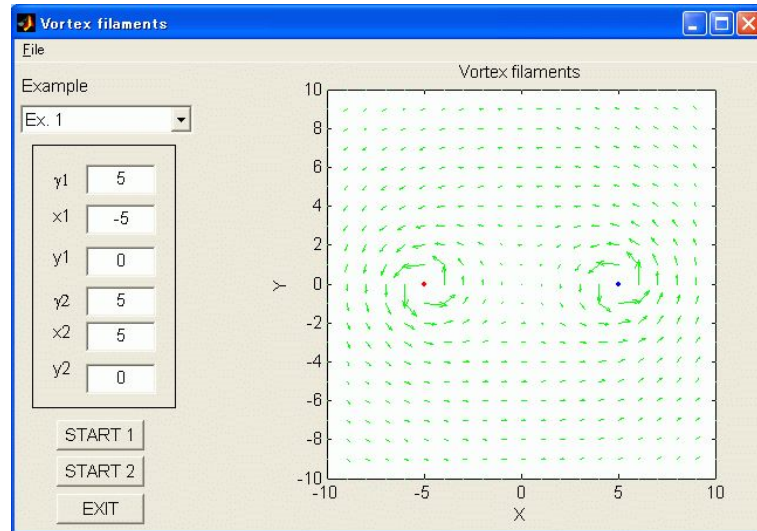 Vortex filaments
File
Example
Ex. 1
γ1 5
x1 -5
y1 0
γ2 5
x2 5
y2 0
START 1
START 2
EXIT
Vortex filaments
10
8
6
4
2
0
-2
-4
-6
-8
-10
Y
-10 -5 0 5 10
X